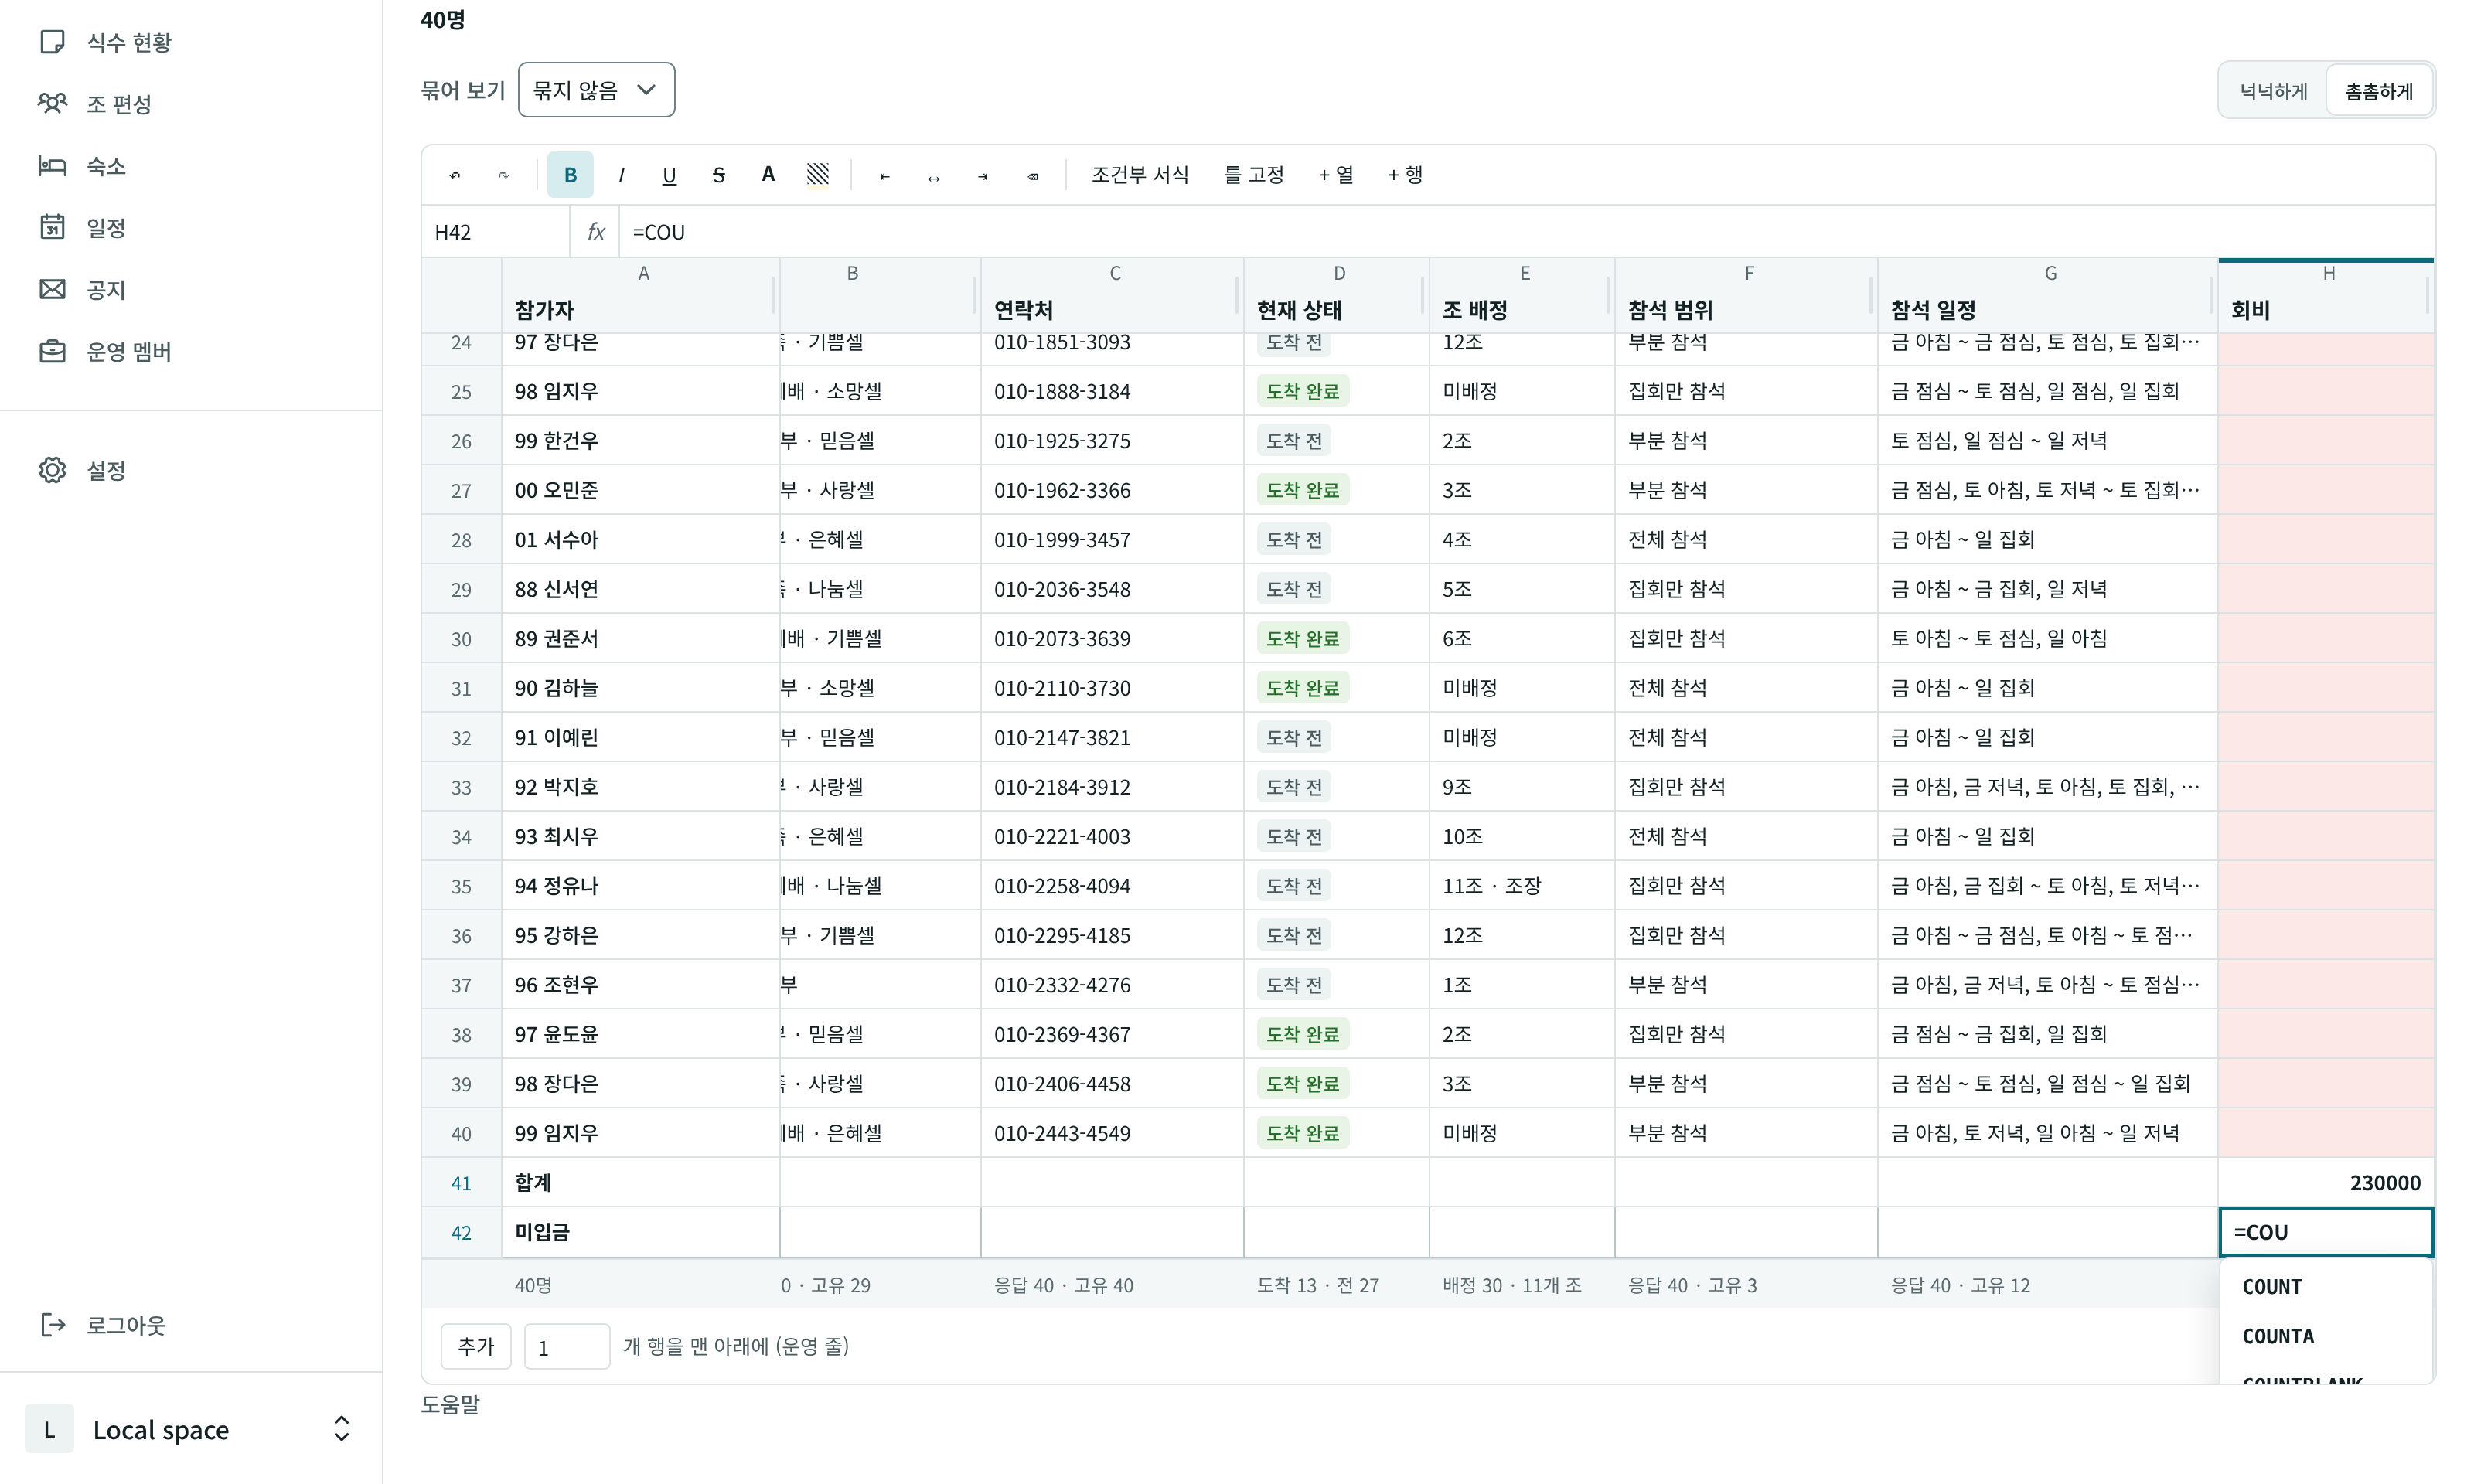 식수 현황
조 편성
숙소
일정
공지
운영 멤버
설정
로그아웃
L Local space
40명
묶어 보기 묶지 않음
넉넉하게 촘촘하게
B I U S A 조건부 서식 틀 고정 + 열 + 행
H42 fx =COU
A B C D E F G H
참가자 연락처 현재 상태 조 배정 참석 범위 참석 일정 회비
24 97 장다은 · 기쁨셀 010-1851-3093 도착 전 12조 부분 참석 금 아침 ~ 금 점심, 토 점심, 토 집회…
25 98 임지우 배 · 소망셀 010-1888-3184 도착 완료 미배정 집회만 참석 금 점심 ~ 토 점심, 일 점심, 일 집회
26 99 한건우 부 · 믿음셀 010-1925-3275 도착 전 2조 부분 참석 토 점심, 일 점심 ~ 일 저녁
27 00 오민준 부 · 사랑셀 010-1962-3366 도착 완료 3조 부분 참석 금 점심, 토 아침, 토 저녁 ~ 토 집회…
28 01 서수아 · 은혜셀 010-1999-3457 도착 전 4조 전체 참석 금 아침 ~ 일 집회
29 88 신서연 · 나눔셀 010-2036-3548 도착 전 5조 집회만 참석 금 아침 ~ 금 집회, 일 저녁
30 89 권준서 배 · 기쁨셀 010-2073-3639 도착 완료 6조 집회만 참석 토 아침 ~ 토 점심, 일 아침
31 90 김하늘 부 · 소망셀 010-2110-3730 도착 완료 미배정 전체 참석 금 아침 ~ 일 집회
32 91 이예린 부 · 믿음셀 010-2147-3821 도착 전 미배정 전체 참석 금 아침 ~ 일 집회
33 92 박지호 · 사랑셀 010-2184-3912 도착 전 9조 집회만 참석 금 아침, 금 저녁, 토 아침, 토 집회, …
34 93 최시우 · 은혜셀 010-2221-4003 도착 전 10조 전체 참석 금 아침 ~ 일 집회
35 94 정유나 배 · 나눔셀 010-2258-4094 도착 전 11조 · 조장 집회만 참석 금 아침, 금 집회 ~ 토 아침, 토 저녁…
36 95 강하은 부 · 기쁨셀 010-2295-4185 도착 전 12조 집회만 참석 금 아침 ~ 금 점심, 토 아침 ~ 토 점…
37 96 조현우 부 010-2332-4276 도착 전 1조 부분 참석 금 아침, 금 저녁, 토 아침 ~ 토 점심…
38 97 윤도윤 · 믿음셀 010-2369-4367 도착 완료 2조 집회만 참석 금 점심 ~ 금 집회, 일 집회
39 98 장다은 · 사랑셀 010-2406-4458 도착 완료 3조 부분 참석 금 점심 ~ 토 점심, 일 점심 ~ 일 집회
40 99 임지우 배 · 은혜셀 010-2443-4549 도착 완료 미배정 부분 참석 금 아침, 토 저녁, 일 아침 ~ 일 저녁
41 합계 230000
42 미입금 =COU
40명 0 · 고유 29 응답 40 · 고유 40 도착 13 · 전 27 배정 30 · 11개 조 응답 40 · 고유 3 응답 40 · 고유 12
COUNT
COUNTA
COUNTBLANK
추가 1 개 행을 맨 아래에 (운영 줄)
도움말